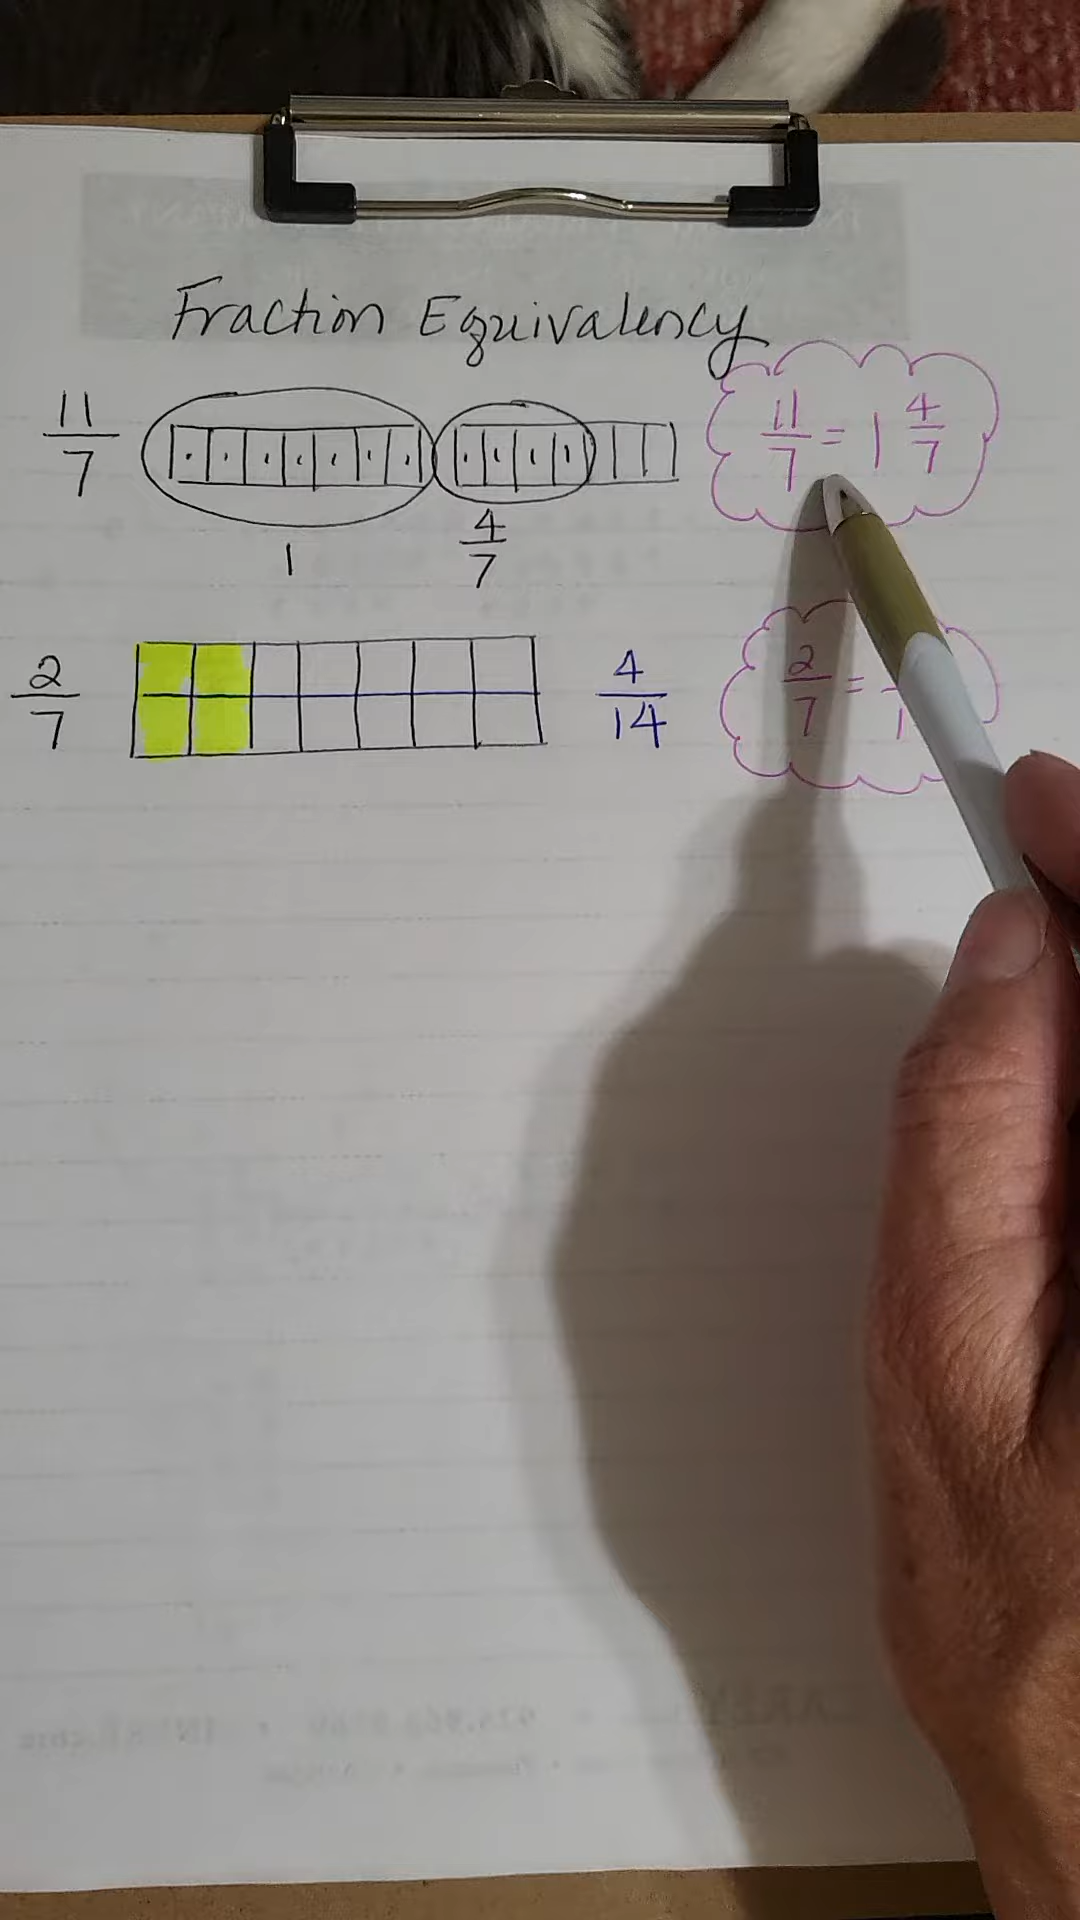 Fraction Equivalency
11/7 11/7 = 1 4/7
1 4/7
2/7 4/14 2/7 =